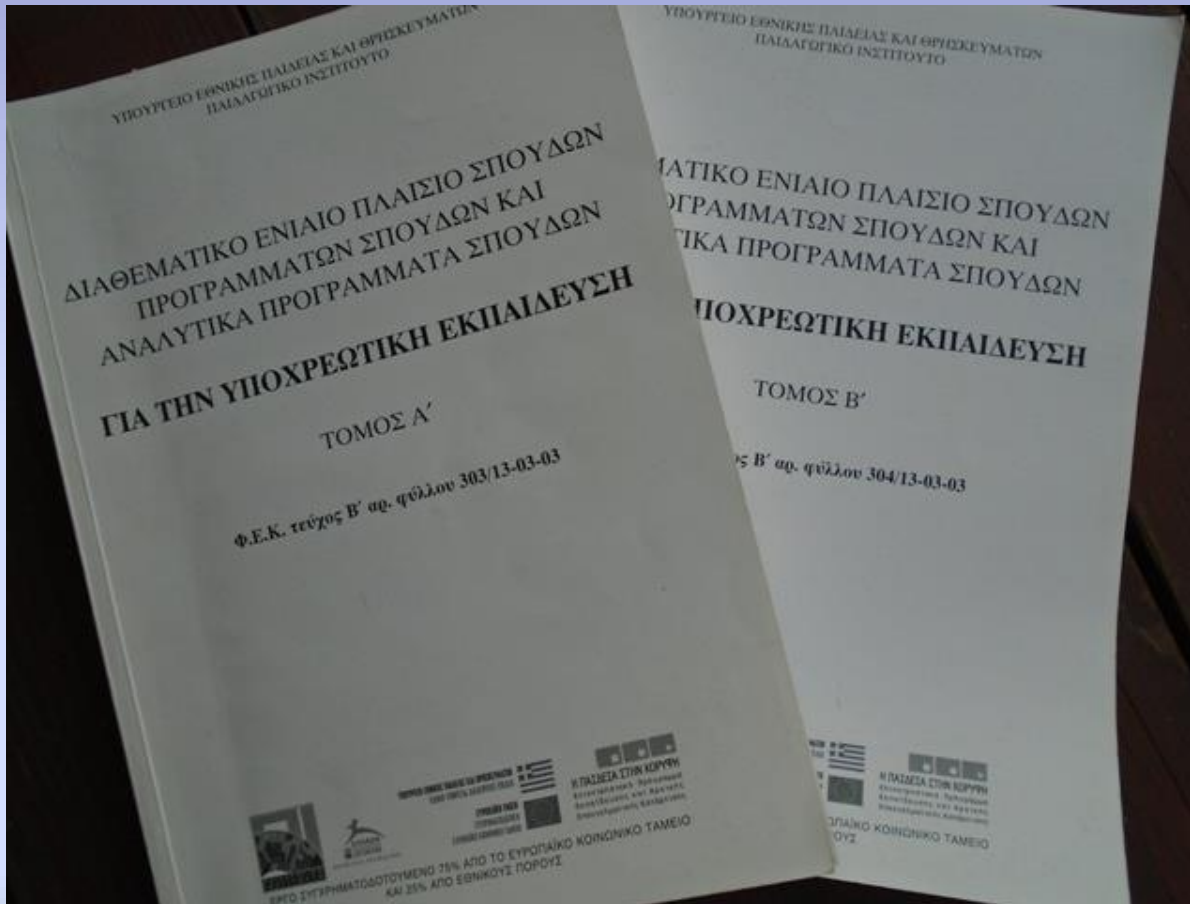 ΥΠΟΥΡΓΕΙΟ ΕΘΝΙΚΗΣ ΠΑΙΔΕΙΑΣ ΚΑΙ ΘΡΗΣΚΕΥΜΑΤΩΝ
ΠΑΙΔΑΓΩΓΙΚΟ ΙΝΣΤΙΤΟΥΤΟ
ΔΙΑΘΕΜΑΤΙΚΟ ΕΝΙΑΙΟ ΠΛΑΙΣΙΟ ΣΠΟΥΔΩΝ
ΠΡΟΓΡΑΜΜΑΤΩΝ ΣΠΟΥΔΩΝ ΚΑΙ
ΑΝΑΛΥΤΙΚΑ ΠΡΟΓΡΑΜΜΑΤΑ ΣΠΟΥΔΩΝ
ΓΙΑ ΤΗΝ ΥΠΟΧΡΕΩΤΙΚΗ ΕΚΠΑΙΔΕΥΣΗ
ΤΟΜΟΣ Α΄
Φ.Ε.Κ. τεύχος Β΄ αρ. φύλλου 303/13-03-03
Η ΠΑΙΔΕΙΑ ΣΤΗΝ ΚΟΡΥΦΗ
ΕΡΓΟ ΣΥΓΧΡΗΜΑΤΟΔΟΤΟΥΜΕΝΟ 75% ΑΠΟ ΤΟ ΕΥΡΩΠΑΪΚΟ ΚΟΙΝΩΝΙΚΟ ΤΑΜΕΙΟ
ΚΑΙ 25% ΑΠΟ ΕΘΝΙΚΟΥΣ ΠΟΡΟΥΣ
ΥΠΟΥΡΓΕΙΟ ΕΘΝΙΚΗΣ ΠΑΙΔΕΙΑΣ ΚΑΙ ΘΡΗΣΚΕΥΜΑΤΩΝ
ΠΑΙΔΑΓΩΓΙΚΟ ΙΝΣΤΙΤΟΥΤΟ
ΜΑΤΙΚΟ ΕΝΙΑΙΟ ΠΛΑΙΣΙΟ ΣΠΟΥΔΩΝ
ΟΓΡΑΜΜΑΤΩΝ ΣΠΟΥΔΩΝ ΚΑΙ
ΤΙΚΑ ΠΡΟΓΡΑΜΜΑΤΑ ΣΠΟΥΔΩΝ
ΠΟΧΡΕΩΤΙΚΗ ΕΚΠΑΙΔΕΥΣΗ
ΤΟΜΟΣ Β΄
ος Β΄ αρ. φύλλου 304/13-03-03
Η ΠΑΙΔΕΙΑ ΣΤΗΝ ΚΟΡΥΦΗ
ΟΠΑΪΚΟ ΚΟΙΝΩΝΙΚΟ ΤΑΜΕΙΟ
ΟΥΣ